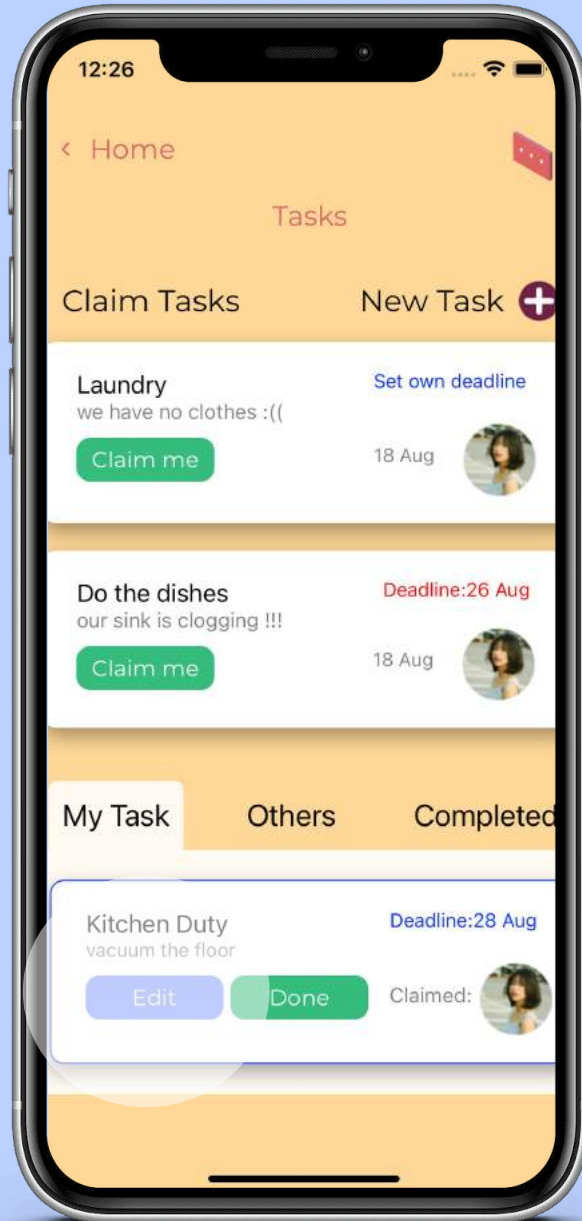 12:26
< Home
Tasks
Claim Tasks
New Task
Laundry
Set own deadline
we have no clothes :((
Claim me
18 Aug
Do the dishes
Deadline:26 Aug
our sink is clogging !!!
Claim me
18 Aug
My Task
Others
Completed
Kitchen Duty
Deadline:28 Aug
vacuum the floor
Edit
Done
Claimed: